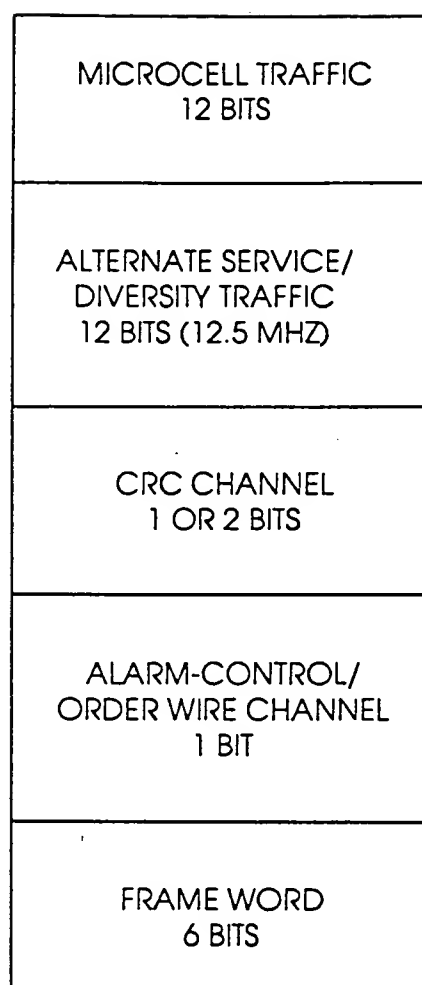 MICROCELL TRAFFIC
12 BITS
ALTERNATE SERVICE/
DIVERSITY TRAFFIC
12 BITS (12.5 MHZ)
CRC CHANNEL
1 OR 2 BITS
ALARM-CONTROL/
ORDER WIRE CHANNEL
1 BIT
FRAME WORD
6 BITS